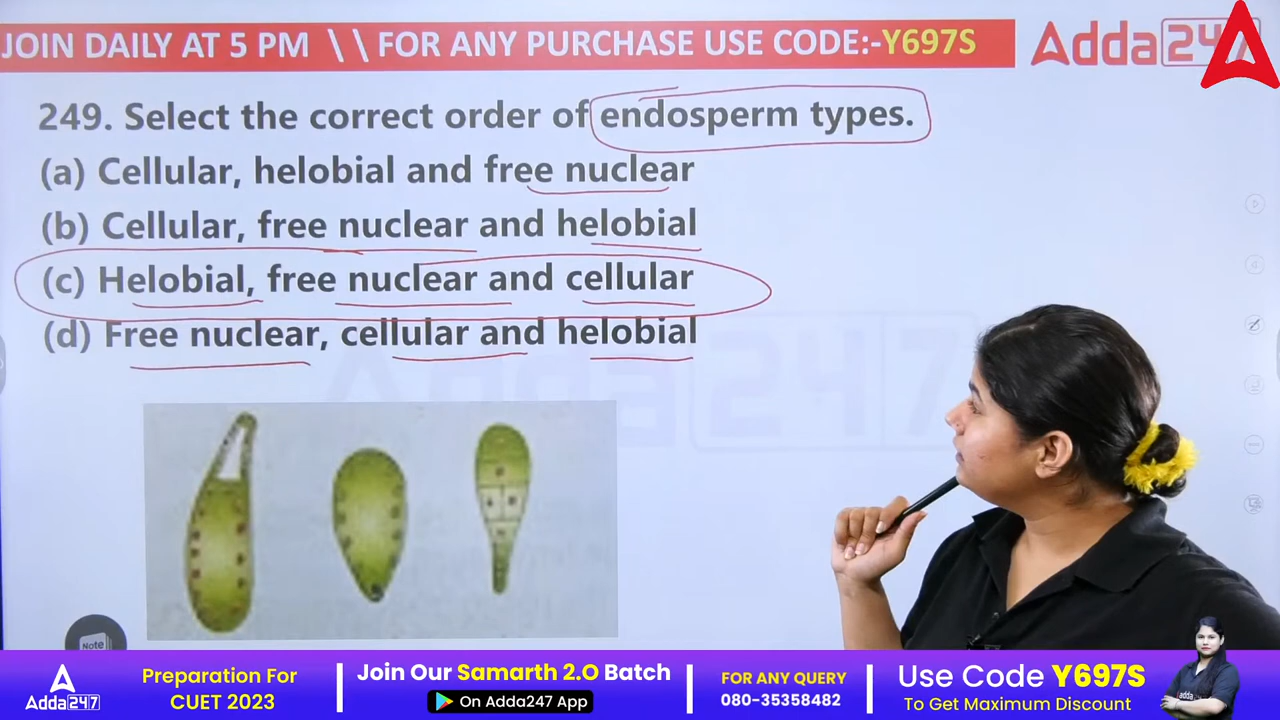 JOIN DAILY AT 5 PM \\ FOR ANY PURCHASE USE CODE:-Y697S
Adda247
249. Select the correct order of endosperm types.
(a) Cellular, helobial and free nuclear
(b) Cellular, free nuclear and helobial
(c) Helobial, free nuclear and cellular
(d) Free nuclear, cellular and helobial
Adda247
Note
Adda247
Preparation For
CUET 2023
Join Our Samarth 2.O Batch
On Adda247 App
FOR ANY QUERY
080-35358482
Use Code Y697S
To Get Maximum Discount